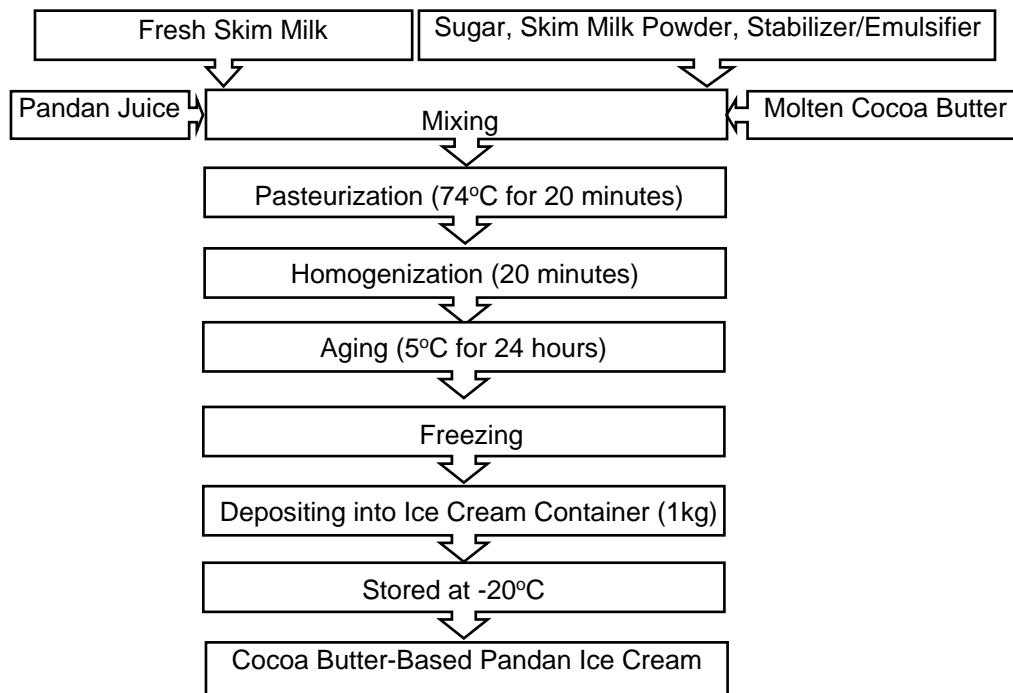 Fresh Skim Milk
Sugar, Skim Milk Powder, Stabilizer/Emulsifier
Pandan Juice
Mixing
Molten Cocoa Butter
Pasteurization (74°C for 20 minutes)
Homogenization (20 minutes)
Aging (5°C for 24 hours)
Freezing
Depositing into Ice Cream Container (1kg)
Stored at -20°C
Cocoa Butter-Based Pandan Ice Cream